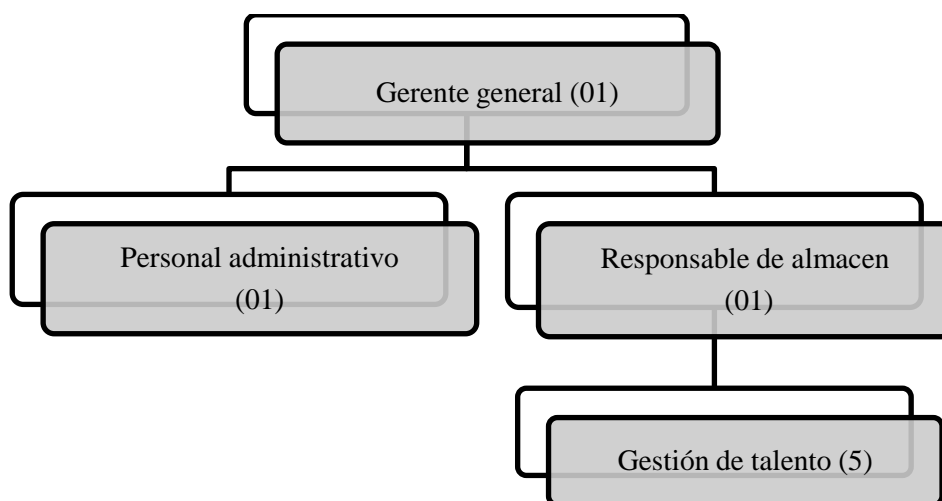 Gerente general (01)
Personal administrativo
(01)
Responsable de almacen
(01)
Gestión de talento (5)